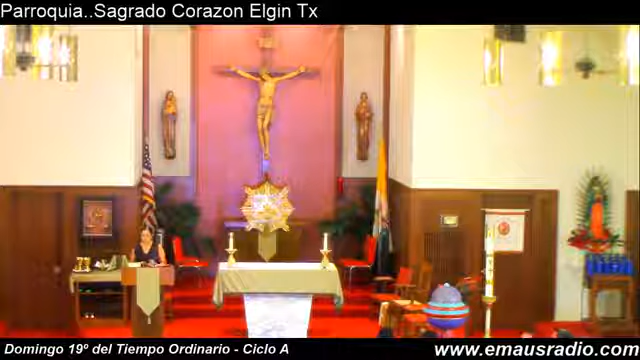 Parroquia..Sagrado Corazon Elgin Tx
Domingo 19º del Tiempo Ordinario - Ciclo A
www.emausradio.com